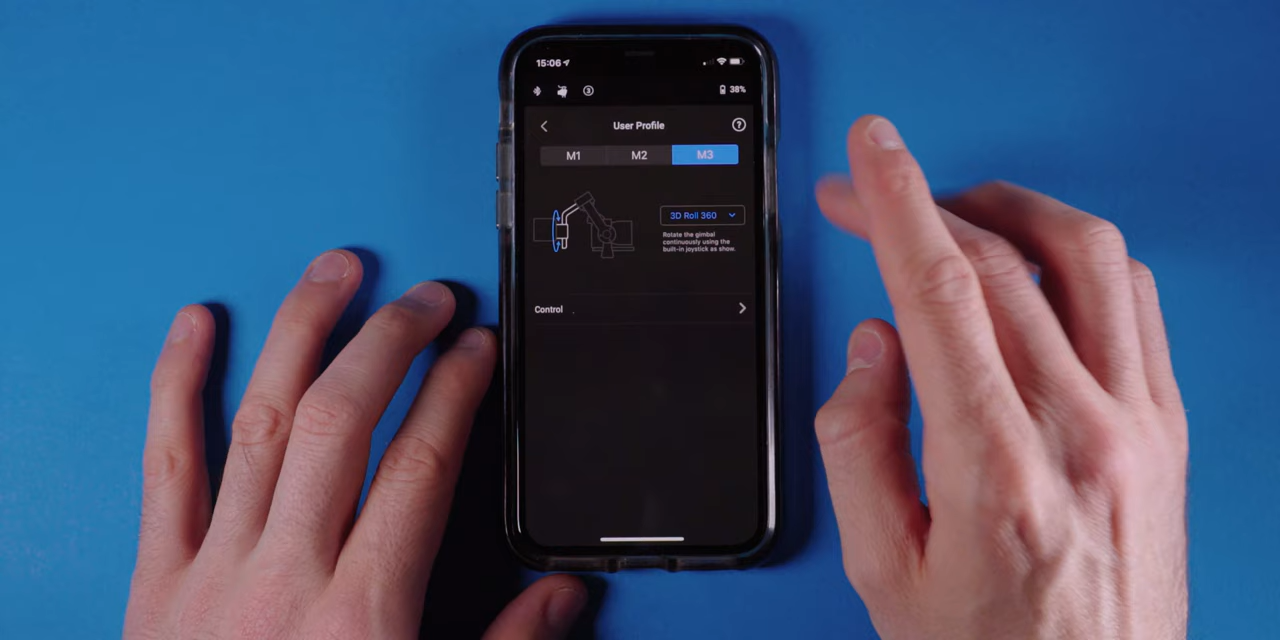 15:06
3
38%
User Profile
?
M1 M2 M3
3D Roll 360
Rotate the gimbal
continuously using the
built-in joystick as show.
Control